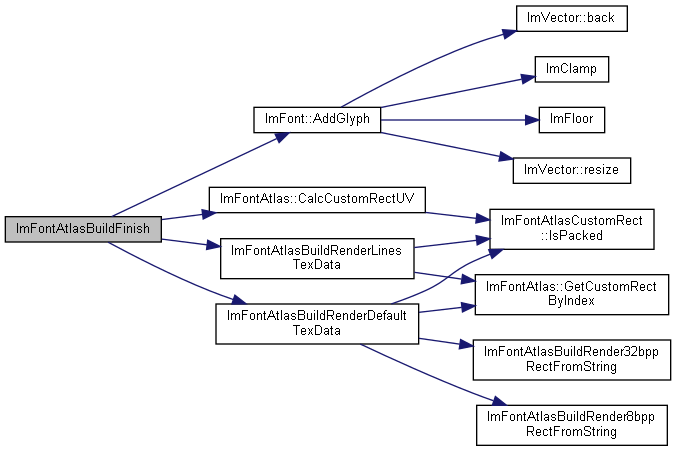 ImFontAtlasBuildFinish
ImFont::AddGlyph
ImVector::back
ImClamp
ImFloor
ImVector::resize
ImFontAtlas::CalcCustomRectUV
ImFontAtlasCustomRect
::IsPacked
ImFontAtlasBuildRenderLines
TexData
ImFontAtlas::GetCustomRect
ByIndex
ImFontAtlasBuildRenderDefault
TexData
ImFontAtlasBuildRender32bpp
RectFromString
ImFontAtlasBuildRender8bpp
RectFromString